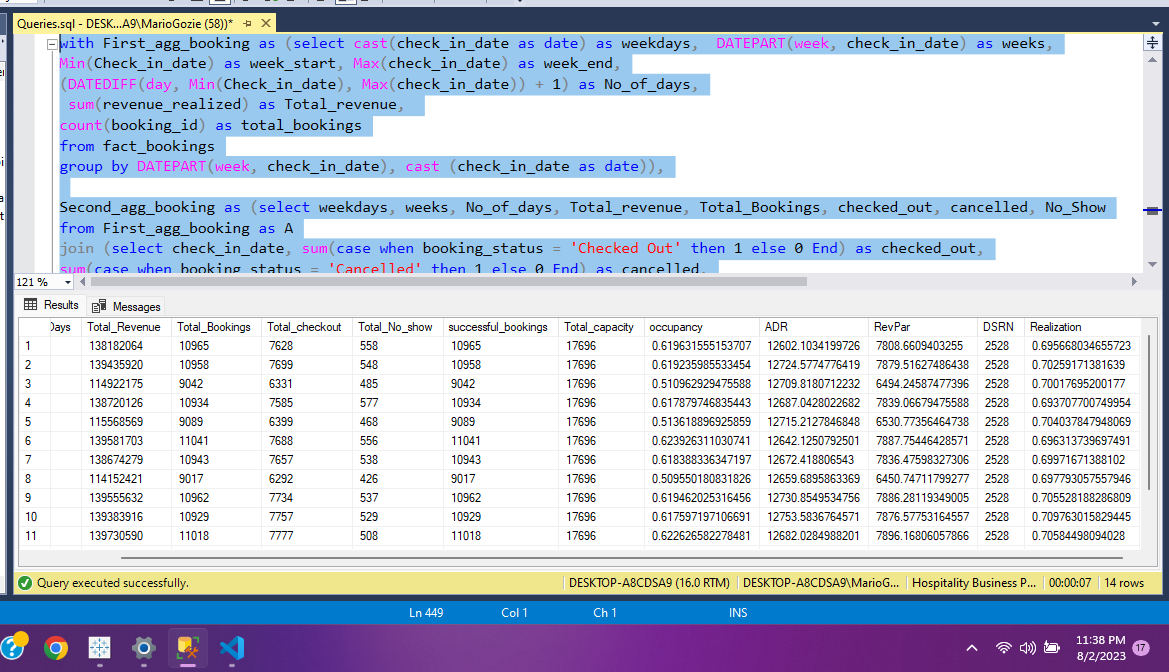 Queries.sql - DESK...A9\MarioGozie (58))*
with First_agg_booking as (select cast(check_in_date as date) as weekdays,  DATEPART(week, check_in_date) as weeks,
Min(Check_in_date) as week_start, Max(check_in_date) as week_end,
(DATEDIFF(day, Min(Check_in_date), Max(check_in_date)) + 1) as No_of_days,
sum(revenue_realized) as Total_revenue,
count(booking_id) as total_bookings
from fact_bookings
group by DATEPART(week, check_in_date), cast (check_in_date as date)),
Second_agg_booking as (select weekdays, weeks, No_of_days, Total_revenue, Total_Bookings, checked_out, cancelled, No_Show
from First_agg_booking as A
join (select check_in_date, sum(case when booking_status = 'Checked Out' then 1 else 0 End) as checked_out,
sum(case when booking_status = 'Cancelled' then 1 else 0 End) as cancelled,
121 %
Results Messages
Days Total_Revenue Total_Bookings Total_checkout Total_No_show successful_bookings Total_capacity occupancy ADR RevPar DSRN Realization
1 138182064 10965 7628 558 10965 17696 0.619631555153707 12602.1034199726 7808.6609403255 2528 0.695668034655723
2 139435920 10958 7699 548 10958 17696 0.619235985533454 12724.5774776419 7879.51627486438 2528 0.70259171381639
3 114922175 9042 6331 485 9042 17696 0.510962929475588 12709.8180712232 6494.24587477396 2528 0.70017695200177
4 138720126 10934 7585 577 10934 17696 0.617879746835443 12687.0428022682 7839.06679475588 2528 0.693707700749954
5 115568569 9089 6399 468 9089 17696 0.513618896925859 12715.2127846848 6530.77356464738 2528 0.704037847948069
6 139581703 11041 7688 556 11041 17696 0.623926311030741 12642.1250792501 7887.75446428571 2528 0.696313739697491
7 138674279 10943 7657 538 10943 17696 0.618388336347197 12672.418806543 7836.47598327306 2528 0.69971671388102
8 114152421 9017 6292 426 9017 17696 0.509550180831826 12659.6895863369 6450.74711799277 2528 0.697793057557946
9 139555632 10962 7734 537 10962 17696 0.619462025316456 12730.8549534756 7886.28119349005 2528 0.705528188286809
10 139383916 10929 7757 529 10929 17696 0.617597197106691 12753.5836764571 7876.57753164557 2528 0.709763015829445
11 139730590 11018 7777 508 11018 17696 0.622626582278481 12682.0284988201 7896.16806057866 2528 0.70584498094028
Query executed successfully. DESKTOP-A8CDSA9 (16.0 RTM) DESKTOP-A8CDSA9\MarioG... Hospitality Business P... 00:00:07 14 rows
Ln 449 Col 1 Ch 1 INS
11:38 PM
8/2/2023
17